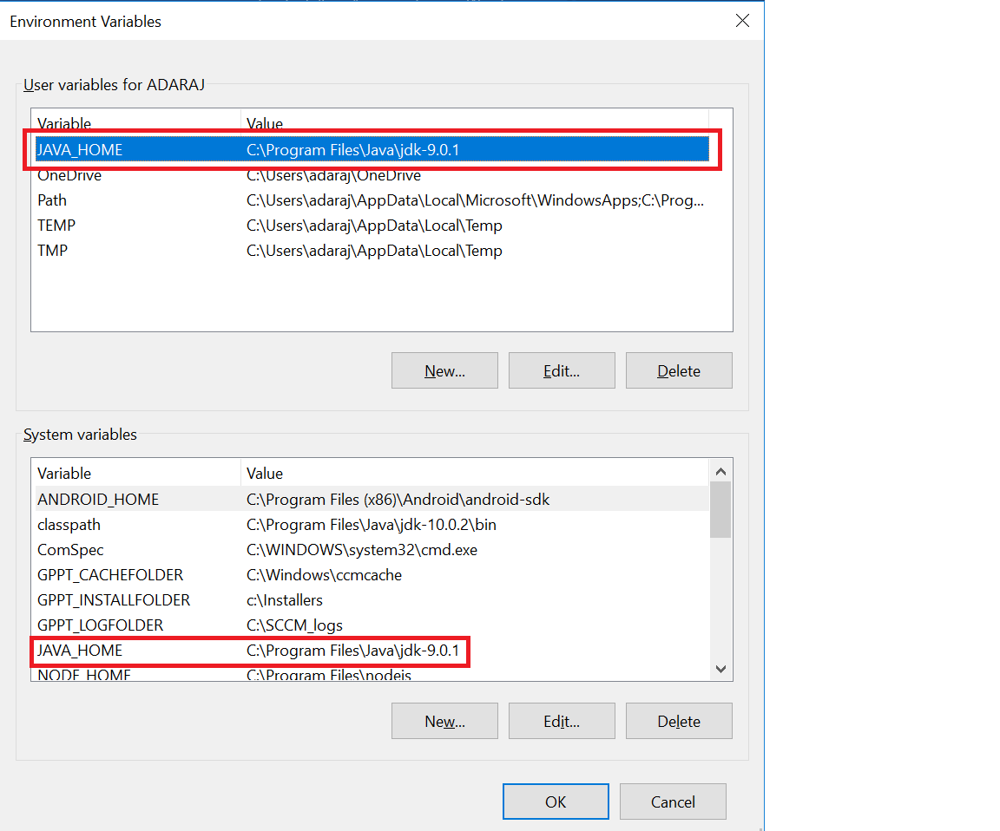 Environment Variables
User variables for ADARAJ
Variable Value
JAVA_HOME C:\Program Files\Java\jdk-9.0.1
OneDrive C:\Users\adaraj\OneDrive
Path C:\Users\adaraj\AppData\Local\Microsoft\WindowsApps;C:\Prog...
TEMP C:\Users\adaraj\AppData\Local\Temp
TMP C:\Users\adaraj\AppData\Local\Temp
New... Edit... Delete
System variables
Variable Value
ANDROID_HOME C:\Program Files (x86)\Android\android-sdk
classpath C:\Program Files\Java\jdk-10.0.2\bin
ComSpec C:\WINDOWS\system32\cmd.exe
GPPT_CACHEFOLDER C:\Windows\ccmcache
GPPT_INSTALLFOLDER c:\Installers
GPPT_LOGFOLDER C:\SCCM_logs
JAVA_HOME C:\Program Files\Java\jdk-9.0.1
NODE_HOME C:\Program Files\nodejs
New... Edit... Delete
OK Cancel